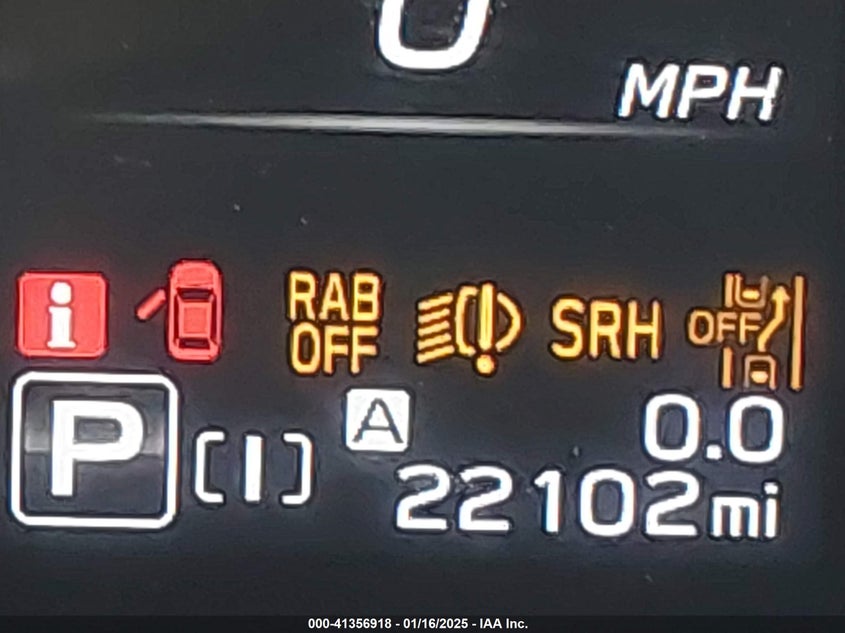 0
MPH
i
RAB
OFF
SRH
OFF
P
[I]
A
0.0
22102mi
000-41356918 - 01/16/2025 - IAA Inc.